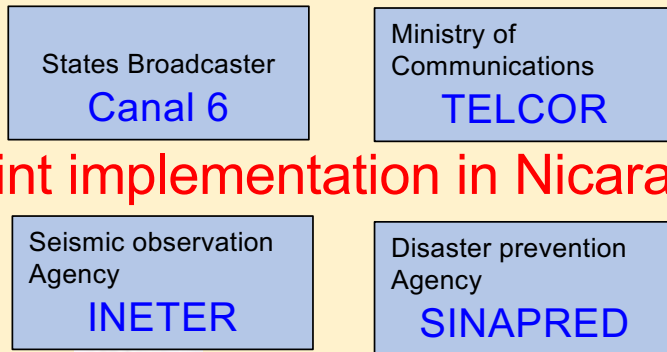 States Broadcaster
Canal 6
Ministry of
Communications
TELCOR
int implementation in Nicara
Seismic observation
Agency
INETER
Disaster prevention
Agency
SINAPRED